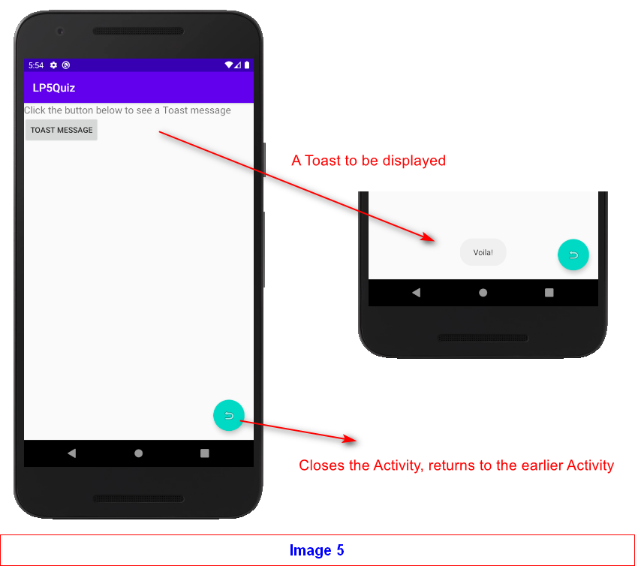 5:54
LP5Quiz
Click the button below to see a Toast message
TOAST MESSAGE
A Toast to be displayed
Voila!
Closes the Activity, returns to the earlier Activity
Image 5